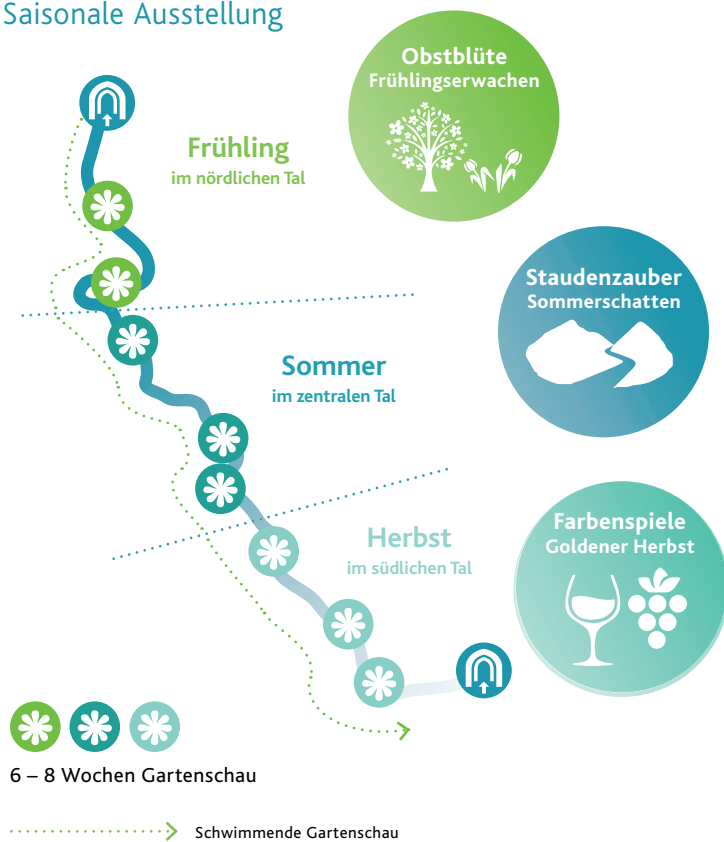 Saisonale Ausstellung
Obstblüte
Frühlingserwachen
Frühling
im nördlichen Tal
Staudenzauber
Sommerschatten
Sommer
im zentralen Tal
Farbenspiele
Goldener Herbst
Herbst
im südlichen Tal
6 – 8 Wochen Gartenschau
Schwimmende Gartenschau